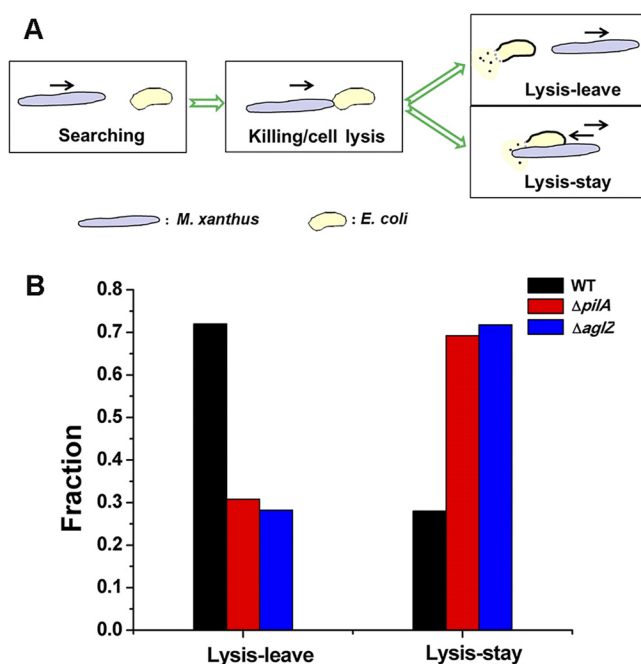 A
Searching
Killing/cell lysis
Lysis-leave
Lysis-stay
: M. xanthus
: E. coli
B
WT
ΔpilA
Δagl2
Fraction
0.8
0.7
0.6
0.5
0.4
0.3
0.2
0.1
0.0
Lysis-leave
Lysis-stay